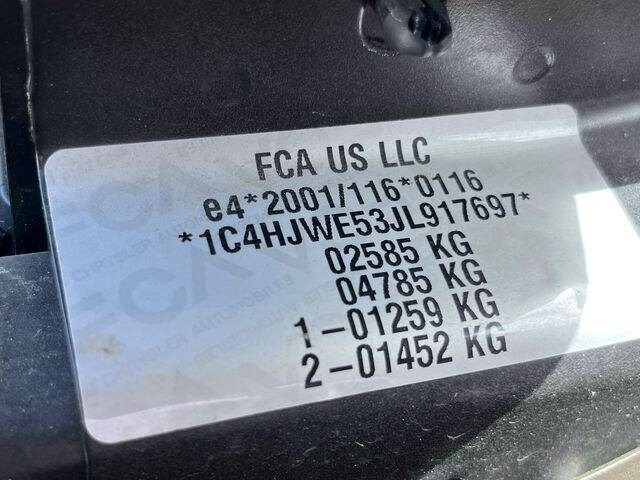 FCA US LLC
e4*2001/116*0116
*1C4HJWE53JL917697*
02585 KG
04785 KG
1-01259 KG
2-01452 KG